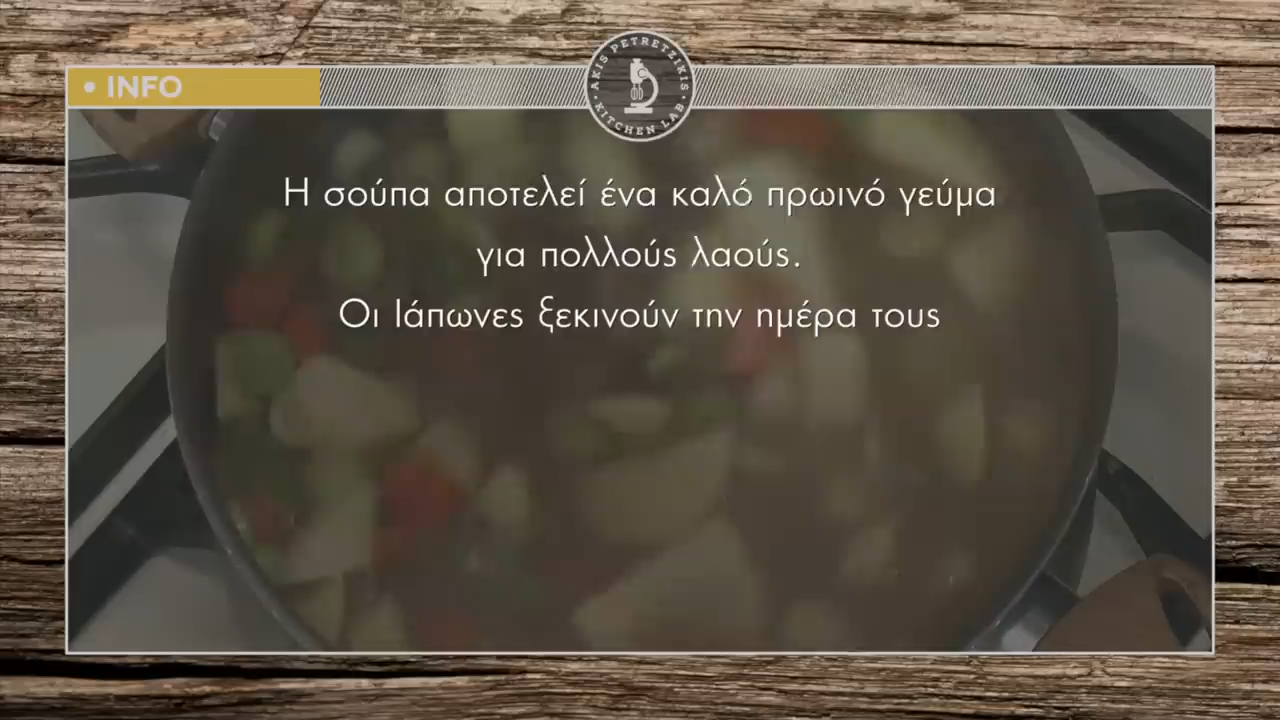 • INFO
AKIS PETRETZIKIS
• KITCHEN LAB •
Η σούπα αποτελεί ένα καλό πρωινό γεύμα
για πολλούς λαούς.
Οι Ιάπωνες ξεκινούν την ημέρα τους